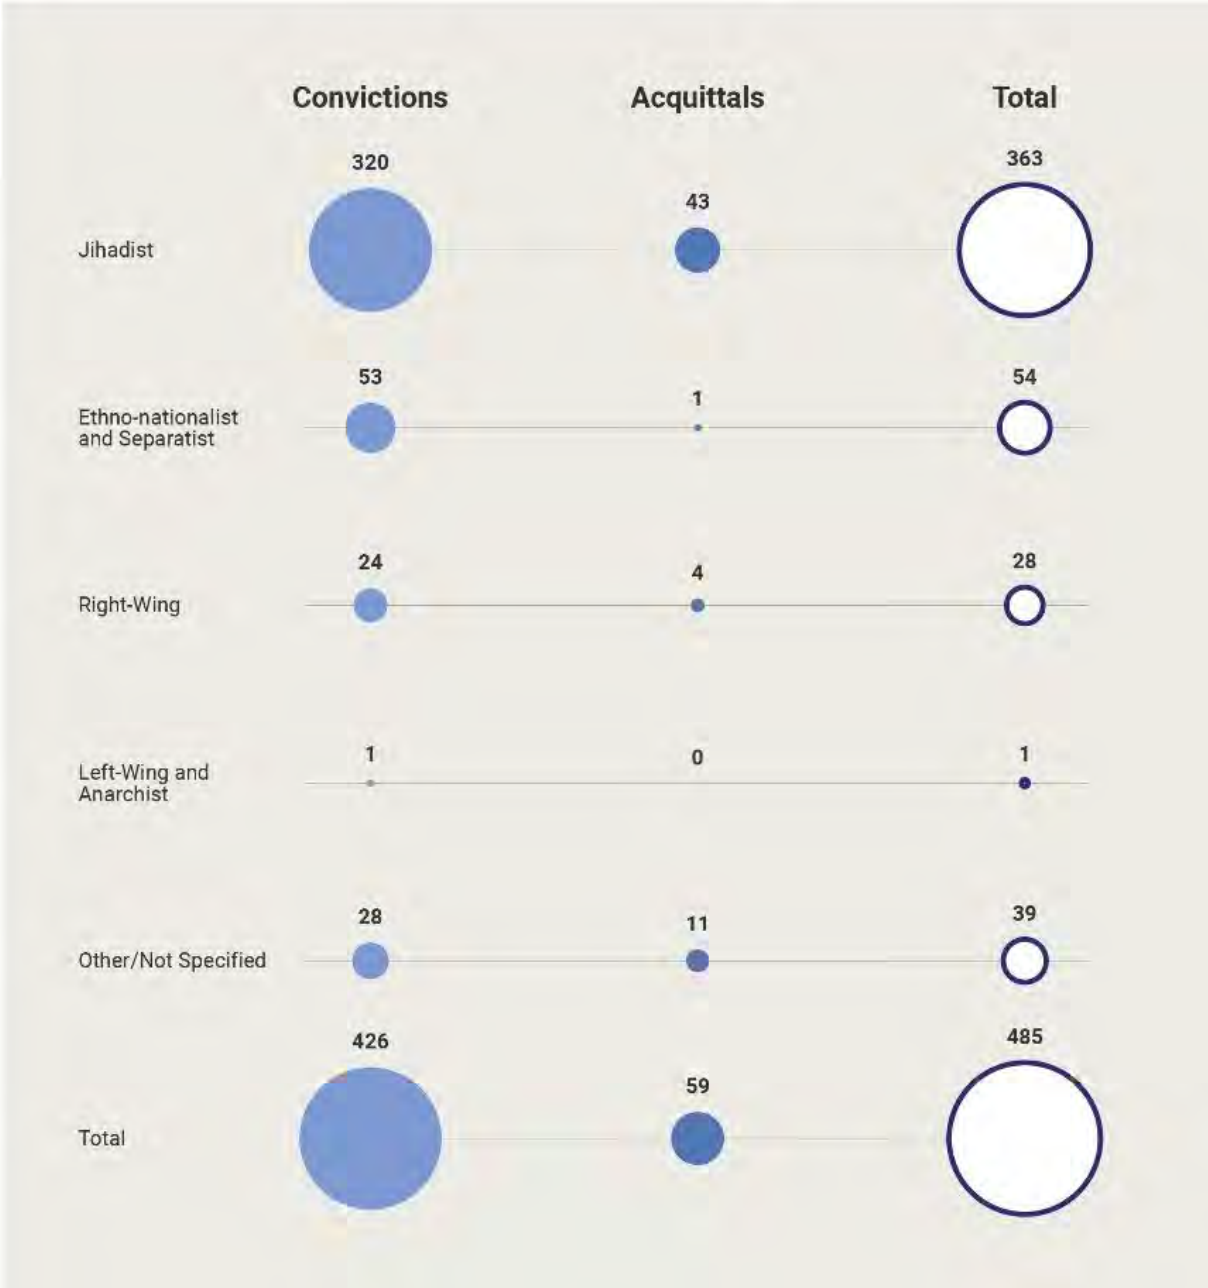 Convictions Acquittals Total
320 43 363
Jihadist
53 1 54
Ethno-nationalist
and Separatist
24 4 28
Right-Wing
1 0 1
Left-Wing and
Anarchist
28 11 39
Other/Not Specified
426 59 485
Total